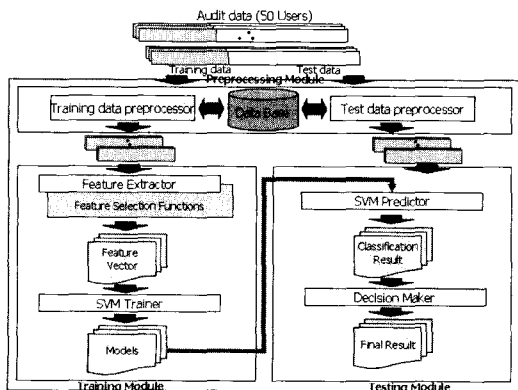 Audit data (50 Users)
Training data
Test data
Preprocessing Module
Training data preprocessor
Data Base
Test data preprocessor
Feature Extractor
Feature Selection Functions
SVM Predictor
Feature
Vector
Classification
Result
SVM Trainer
Decision Maker
Models
Final Result
Training Module
Testing Module